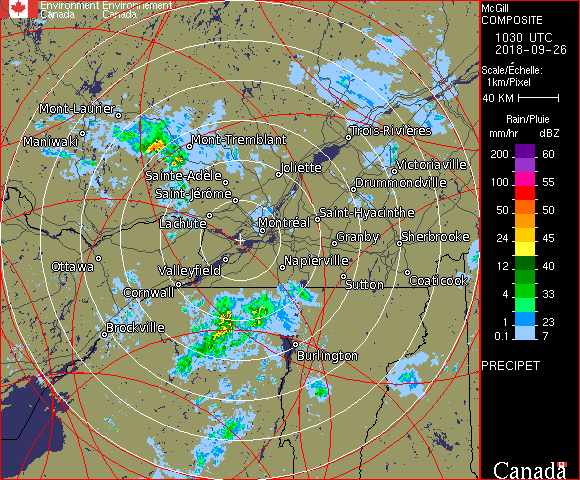 Environment Environnement
Canada Canada
McGill
COMPOSITE
1030 UTC
2018-09-26
Scale/Échelle:
1km/Pixel
40 KM
Rain/Pluie
mm/hr dBZ
200 60
100 55
50 50
24 45
12 40
4 33
1 23
0.1 7
PRECIPET
Canada
Mont-Laurier
Maniwaki
Mont-Tremblant
Trois-Rivières
Sainte-Adèle
Joliette
Victoriaville
Saint-Jérôme
Drummondville
Lachute
Montréal
Saint-Hyacinthe
Granby
Sherbrooke
Ottawa
Valleyfield
Napierville
Cornwall
Sutton
Coaticook
Brockville
Burlington